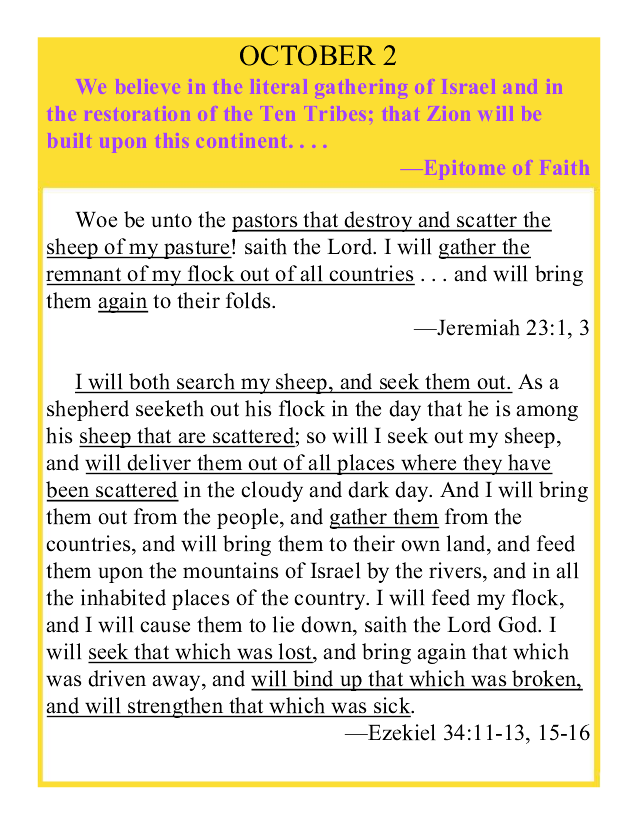 OCTOBER 2
We believe in the literal gathering of Israel and in
the restoration of the Ten Tribes; that Zion will be
built upon this continent. . . .
—Epitome of Faith
Woe be unto the pastors that destroy and scatter the
sheep of my pasture! saith the Lord. I will gather the
remnant of my flock out of all countries . . . and will bring
them again to their folds.
—Jeremiah 23:1, 3
I will both search my sheep, and seek them out. As a
shepherd seeketh out his flock in the day that he is among
his sheep that are scattered; so will I seek out my sheep,
and will deliver them out of all places where they have
been scattered in the cloudy and dark day. And I will bring
them out from the people, and gather them from the
countries, and will bring them to their own land, and feed
them upon the mountains of Israel by the rivers, and in all
the inhabited places of the country. I will feed my flock,
and I will cause them to lie down, saith the Lord God. I
will seek that which was lost, and bring again that which
was driven away, and will bind up that which was broken,
and will strengthen that which was sick.
—Ezekiel 34:11-13, 15-16